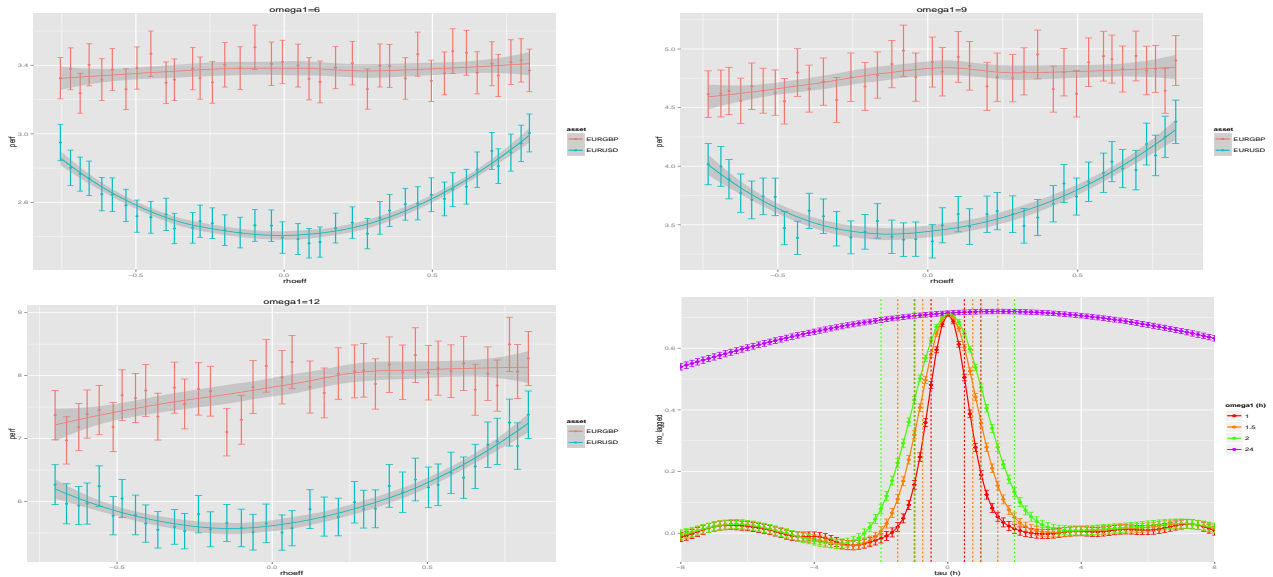 omega1=6
perf
3.4
3.0
2.6
−0.5
0.0
0.5
rhoeff
asset
EURGBP
EURUSD
omega1=9
perf
5.0
4.5
4.0
3.5
−0.5
0.0
0.5
rhoeff
asset
EURGBP
EURUSD
omega1=12
perf
9
8
7
6
−0.5
0.0
0.5
rhoeff
asset
EURGBP
EURUSD
rho_lagged
0.6
0.4
0.2
0.0
−8
−4
0
4
8
tau (h)
omega1 (h)
1
1.5
2
24